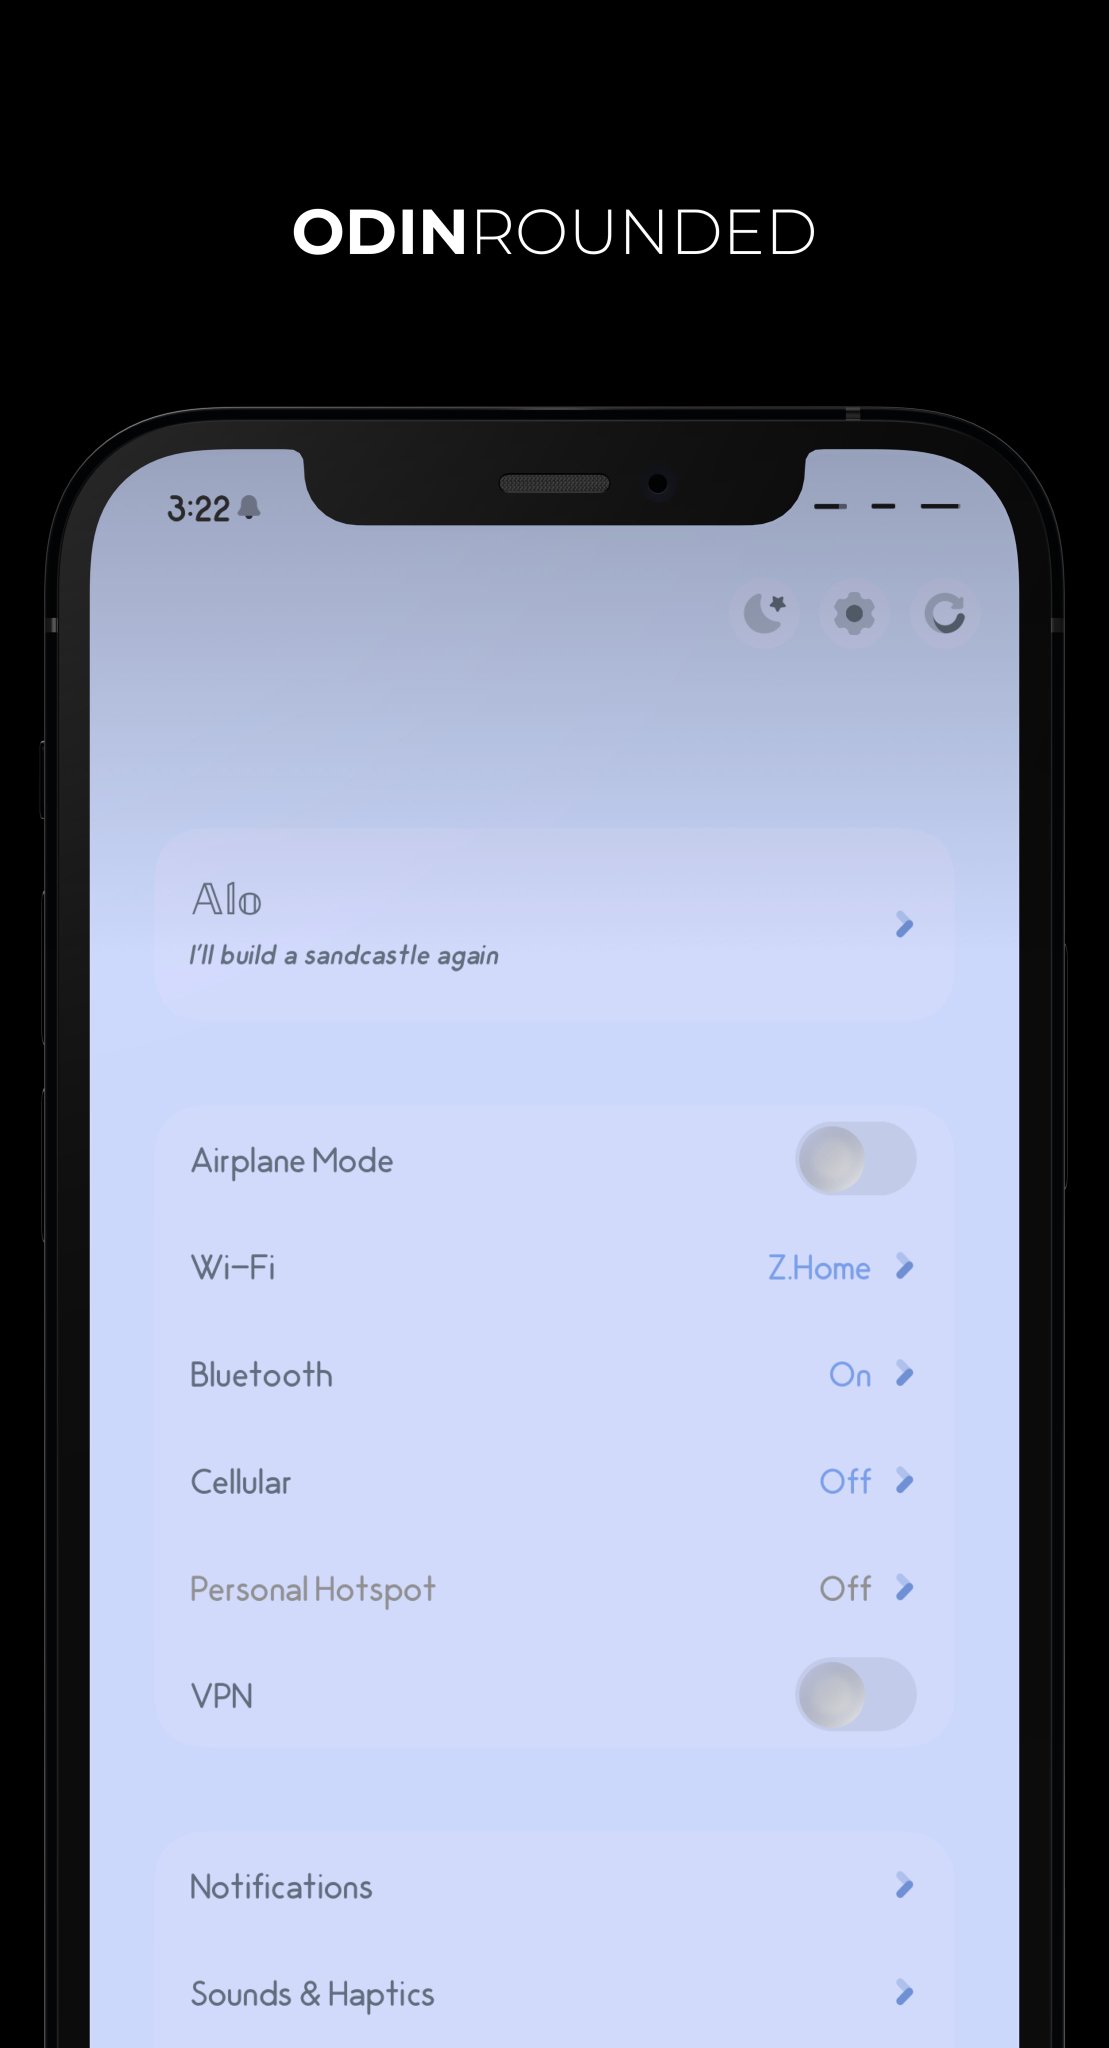 ODINROUNDED
3:22
𝔸𝕝𝕠
I'll build a sandcastle again
Airplane Mode
Wi-Fi Z.Home
Bluetooth On
Cellular Off
Personal Hotspot Off
VPN
Notifications
Sounds & Haptics